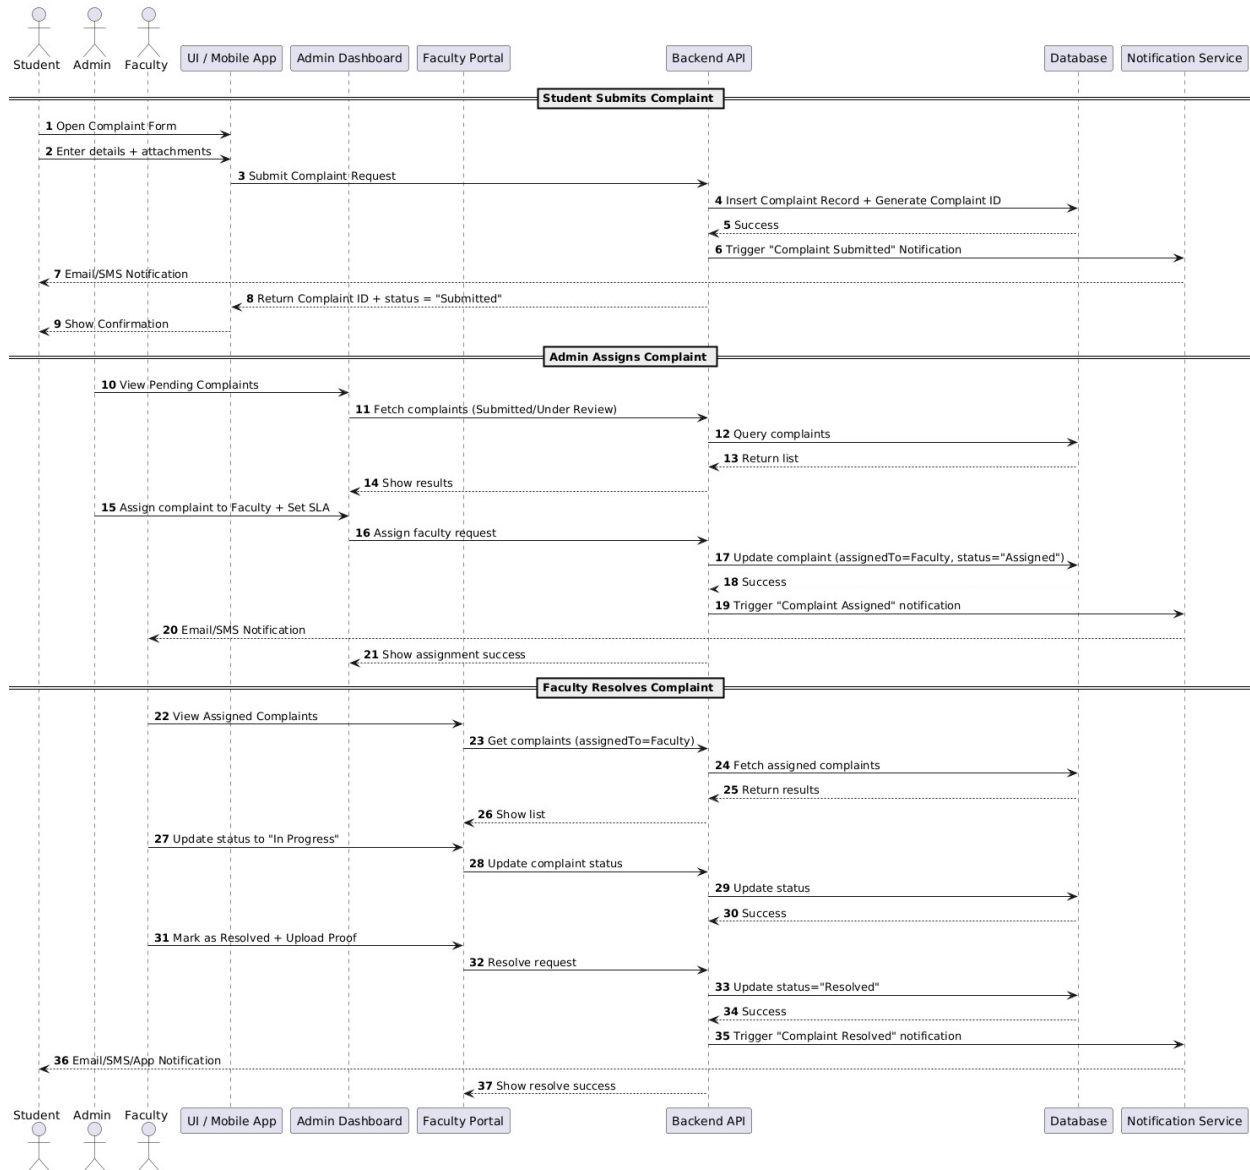 Student Admin Faculty UI / Mobile App Admin Dashboard Faculty Portal Backend API Database Notification Service
Student Submits Complaint
1 Open Complaint Form
2 Enter details + attachments
3 Submit Complaint Request
4 Insert Complaint Record + Generate Complaint ID
5 Success
6 Trigger "Complaint Submitted" Notification
7 Email/SMS Notification
8 Return Complaint ID + status = "Submitted"
9 Show Confirmation
Admin Assigns Complaint
10 View Pending Complaints
11 Fetch complaints (Submitted/Under Review)
12 Query complaints
13 Return list
14 Show results
15 Assign complaint to Faculty + Set SLA
16 Assign faculty request
17 Update complaint (assignedTo=Faculty, status="Assigned")
18 Success
19 Trigger "Complaint Assigned" notification
20 Email/SMS Notification
21 Show assignment success
Faculty Resolves Complaint
22 View Assigned Complaints
23 Get complaints (assignedTo=Faculty)
24 Fetch assigned complaints
25 Return results
26 Show list
27 Update status to "In Progress"
28 Update complaint status
29 Update status
30 Success
31 Mark as Resolved + Upload Proof
32 Resolve request
33 Update status="Resolved"
34 Success
35 Trigger "Complaint Resolved" notification
36 Email/SMS/App Notification
37 Show resolve success
Student Admin Faculty UI / Mobile App Admin Dashboard Faculty Portal Backend API Database Notification Service